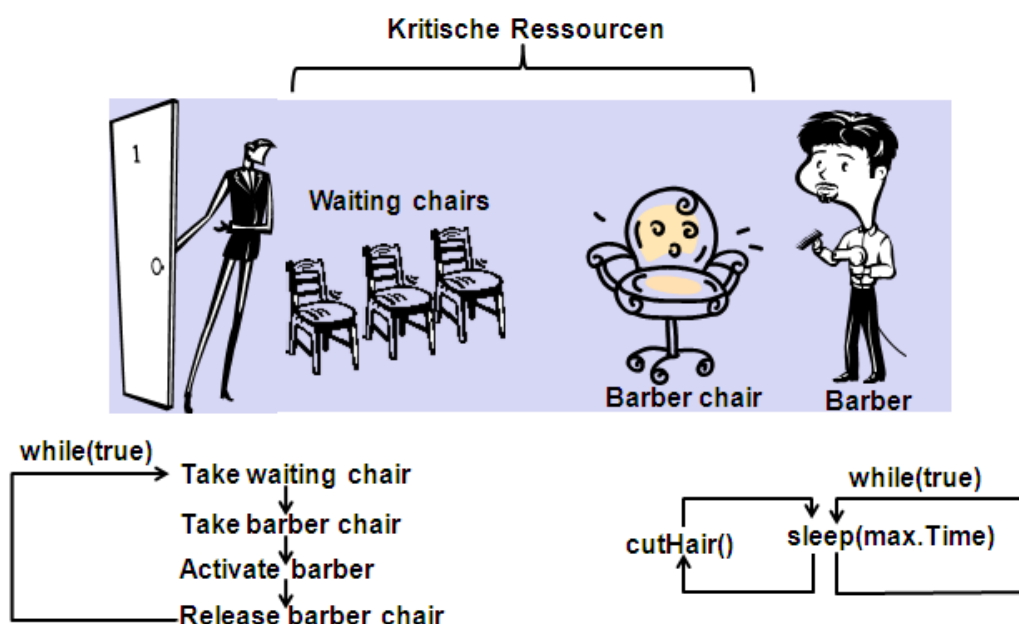 Kritische Ressourcen
1
Waiting chairs
Barber chair
Barber
while(true)
Take waiting chair
Take barber chair
Activate barber
Release barber chair
while(true)
cutHair()
sleep(max.Time)